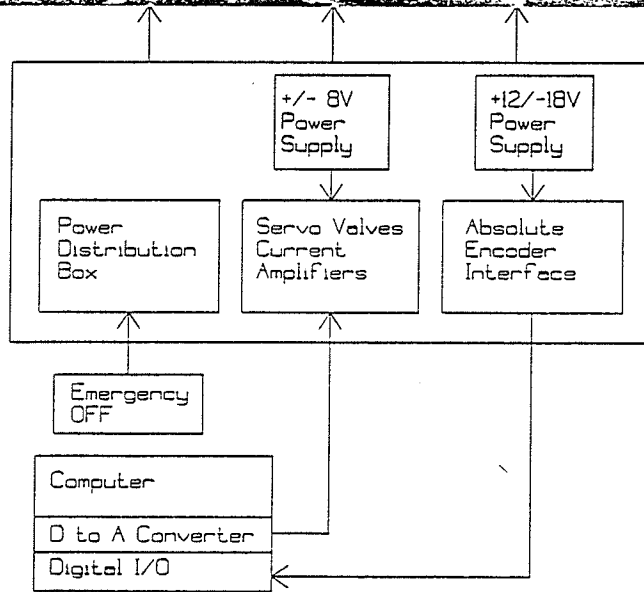 +/- 8V
Power
Supply
+12/-18V
Power
Supply
Power
Distribution
Box
Servo Valves
Current
Amplifiers
Absolute
Encoder
Interface
Emergency
OFF
Computer
D to A Converter
Digital I/O